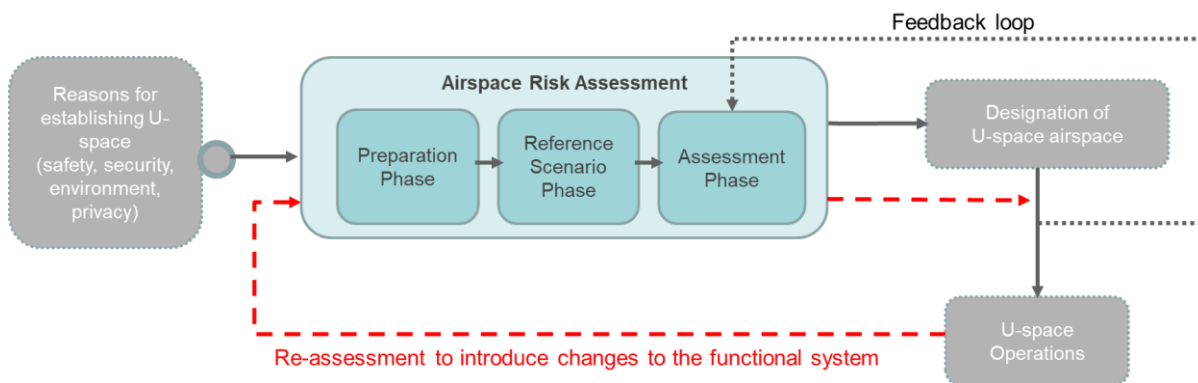 Feedback loop
Reasons for
establishing U-
space
(safety, security,
environment,
privacy)
Airspace Risk Assessment
Preparation
Phase
Reference
Scenario
Phase
Assessment
Phase
Designation of
U-space airspace
Re-assessment to introduce changes to the functional system
U-space
Operations